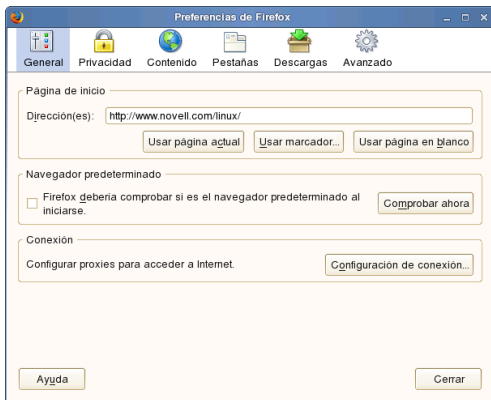 Preferencias de Firefox
General Privacidad Contenido Pestañas Descargas Avanzado
Página de inicio
Dirección(es): http://www.novell.com/linux/
Usar página actual Usar marcador... Usar página en blanco
Navegador predeterminado
Firefox debería comprobar si es el navegador predeterminado al
iniciarse.
Comprobar ahora
Conexión
Configurar proxies para acceder a Internet. Configuración de conexión...
Ayuda Cerrar